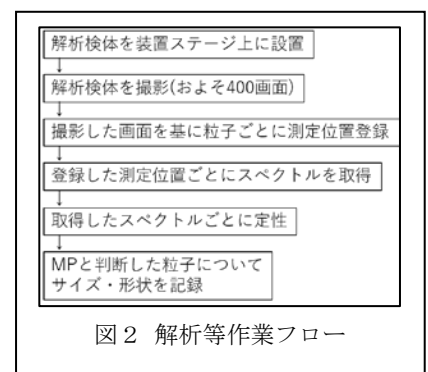 解析検体を装置ステージ上に設置
解析検体を撮影(およそ400画面)
撮影した画面を基に粒子ごとに測定位置登録
登録した測定位置ごとにスペクトルを取得
取得したスペクトルごとに定性
MPと判断した粒子について
サイズ・形状を記録
図２ 解析等作業フロー